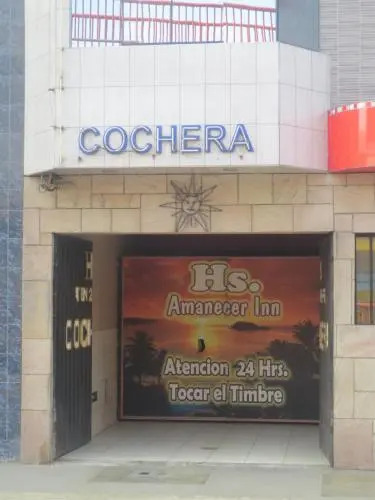 COCHERA
Hs.
Amanecer Inn
Atencion 24 Hrs.
Tocar el Timbre